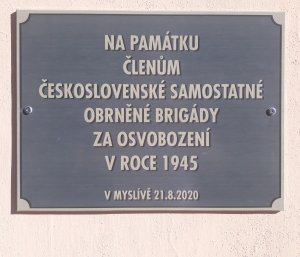 NA PAMÁTKU
ČLENŮM
ČESKOSLOVENSKÉ SAMOSTATNÉ
OBRNĚNÉ BRIGÁDY
ZA OSVOBOZENÍ
V ROCE 1945
V MYSLÍVĚ 21.8.2020